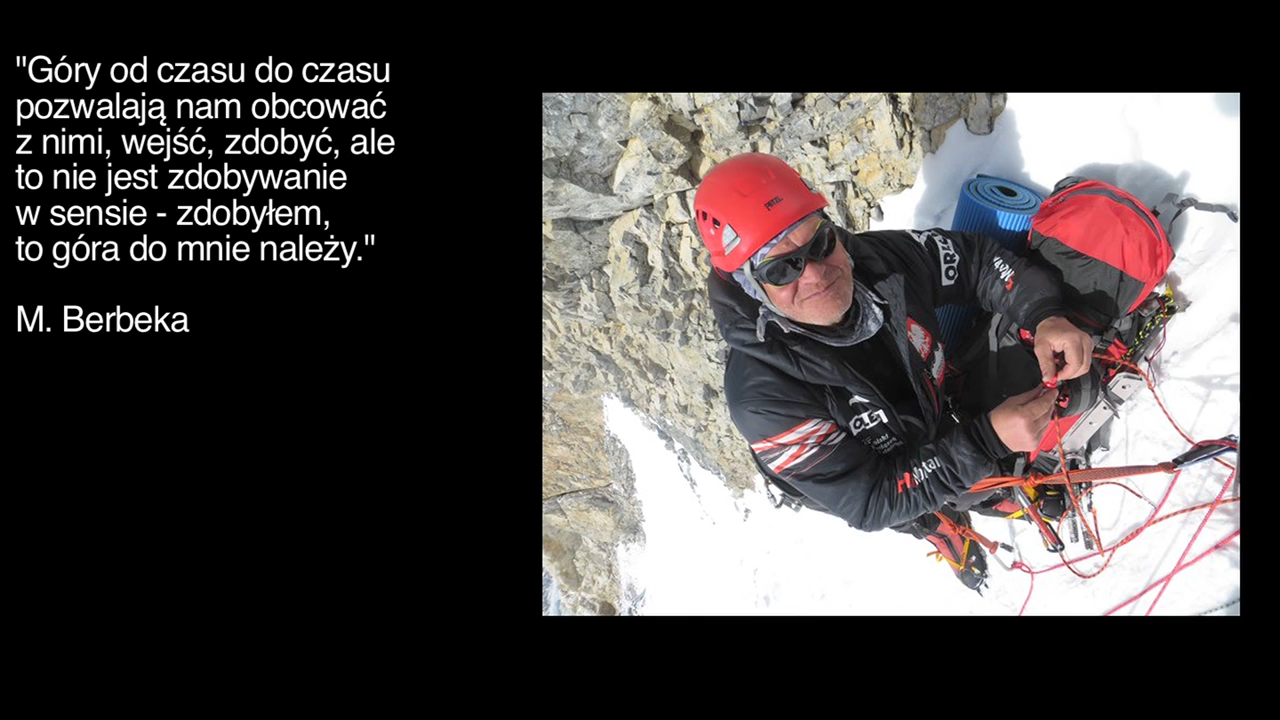 "Góry od czasu do czasu
pozwalają nam obcować
z nimi, wejść, zdobyć, ale
to nie jest zdobywanie
w sensie - zdobyłem,
to góra do mnie należy."
M. Berbeka
PETZL